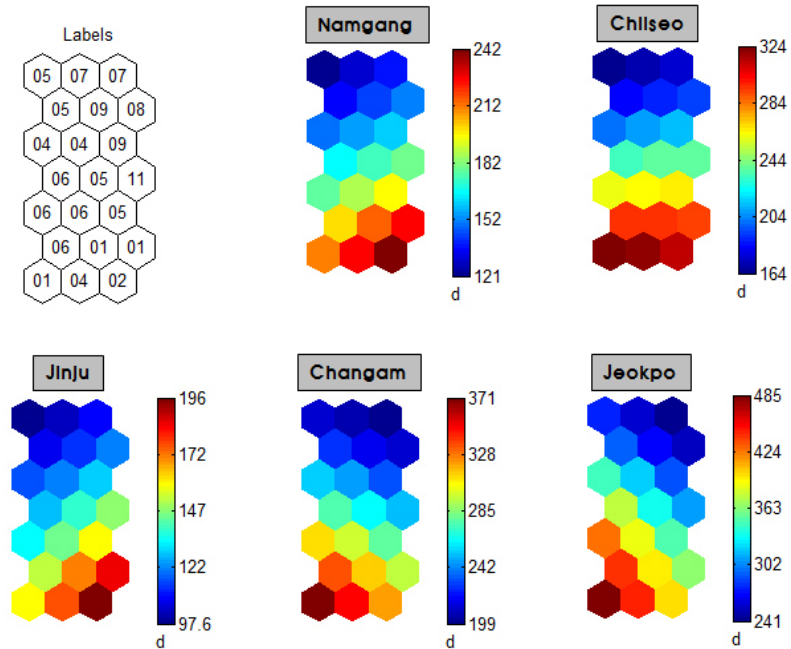 Labels
05 07 07
05 09 08
04 04 09
06 05 11
06 06 05
06 01 01
01 04 02
Namgang
242
212
182
152
121
d
Chilseo
324
284
244
204
164
d
Jinju
196
172
147
122
97.6
d
Changam
371
328
285
242
199
d
Jeokpo
485
424
363
302
241
d